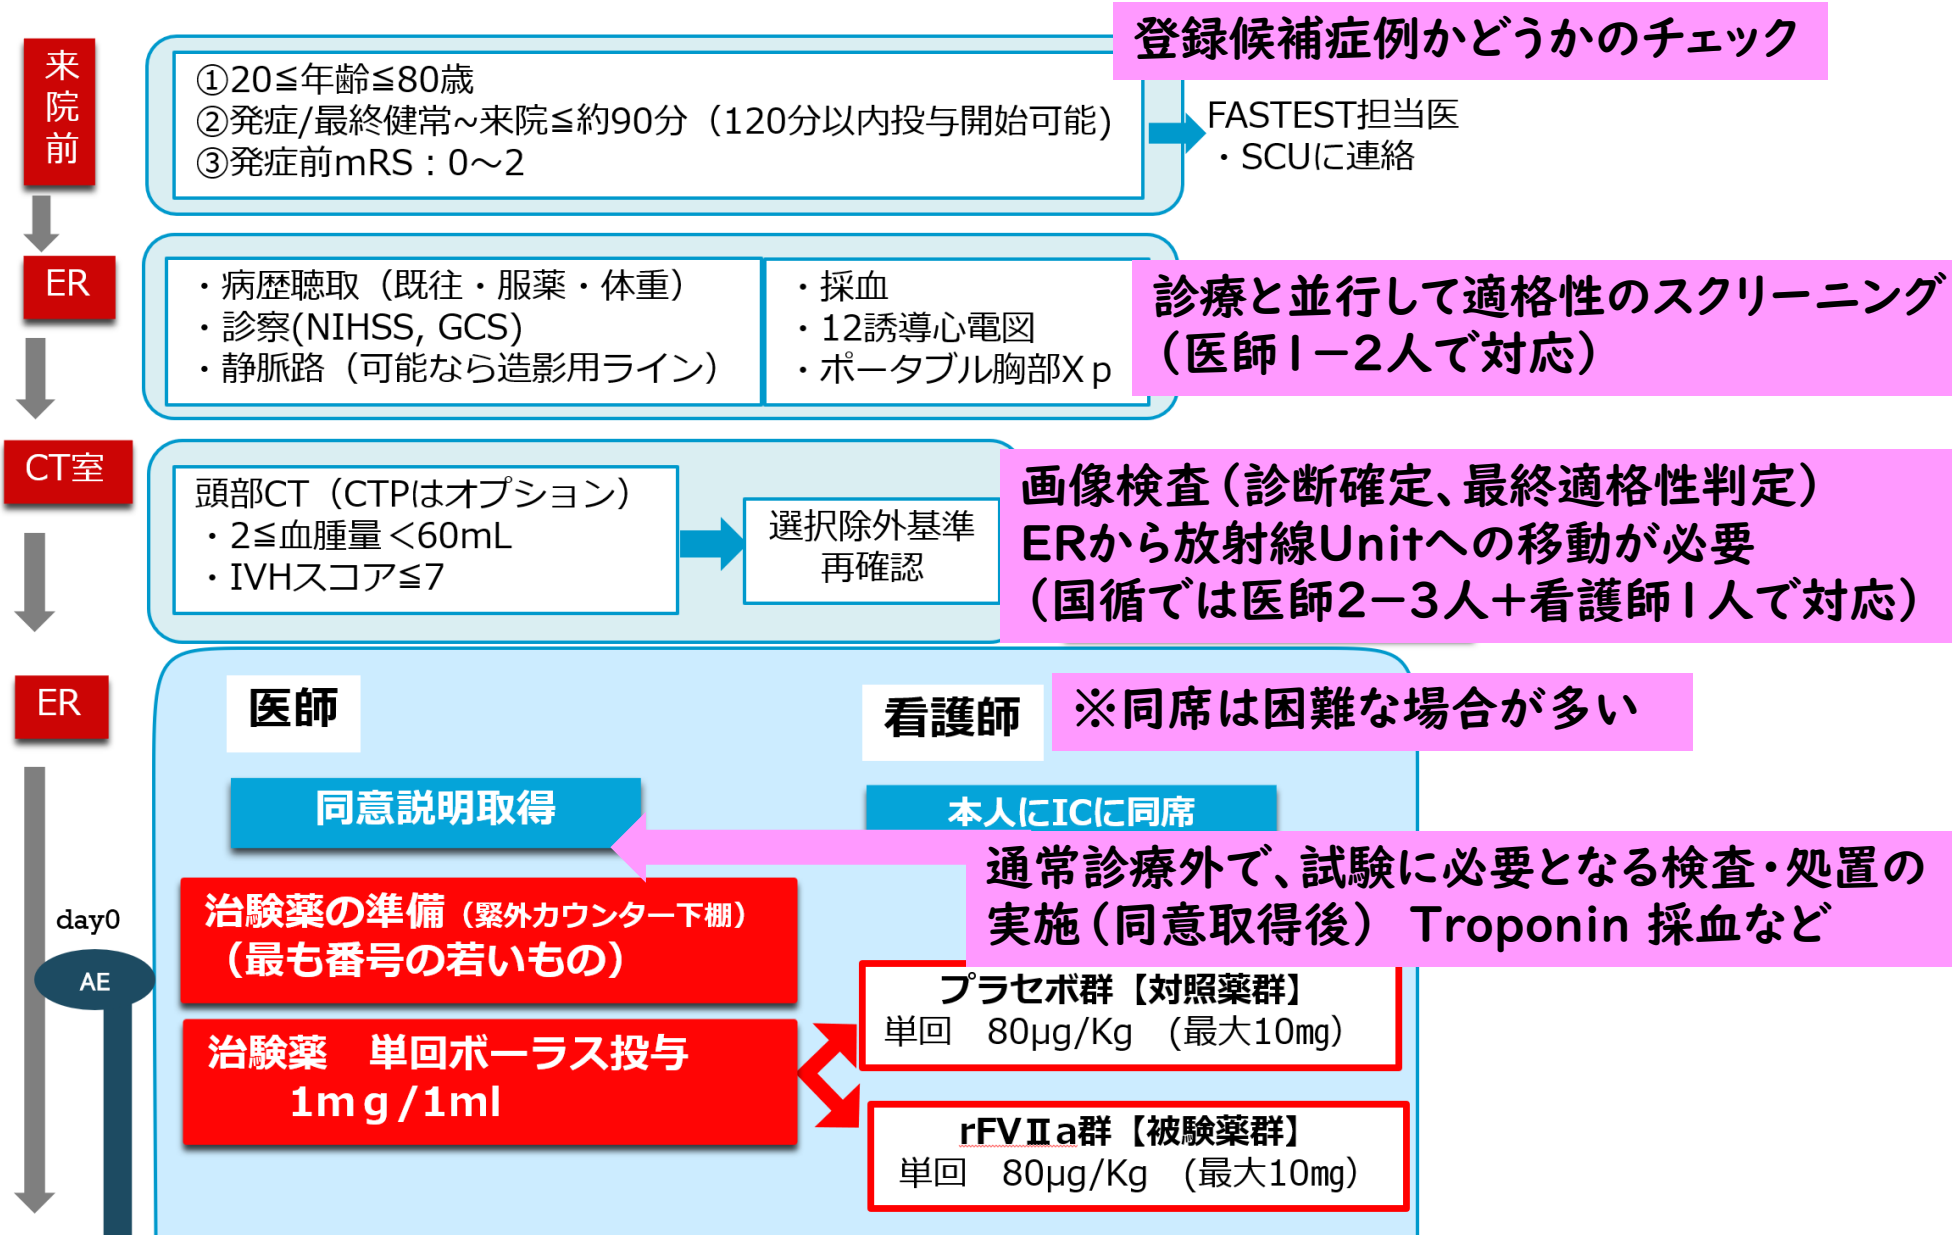 来院前
①20≦年齢≦80歳
②発症/最終健常~来院≦約90分（120分以内投与開始可能)
③発症前mRS：0～2
登録候補症例かどうかのチェック
FASTEST担当医
・SCUに連絡
ER
・病歴聴取（既往・服薬・体重）
・診察(NIHSS, GCS)
・静脈路（可能なら造影用ライン）
・採血
・12誘導心電図
・ポータブル胸部Xｐ
診療と並行して適格性のスクリーニング
（医師1−2人で対応）
CT室
頭部CT（CTPはオプション）
・2≦血腫量＜60mL
・IVHスコア≦7
選択除外基準
再確認
画像検査（診断確定、最終適格性判定）
ERから放射線Unitへの移動が必要
（国循では医師2−3人＋看護師1人で対応）
ER
医師
看護師
※同席は困難な場合が多い
同意説明取得
本人にICに同席
通常診療外で、試験に必要となる検査・処置の
実施（同意取得後） Troponin 採血など
治験薬の準備（緊外カウンター下棚）
（最も番号の若いもの）
day0
AE
治験薬　単回ボーラス投与
1ｍｇ/1ml
プラセボ群【対照薬群】
単回　80μg/Kg　(最大10㎎）
rFVⅡa群【被験薬群】
単回　80μg/Kg　(最大10㎎）